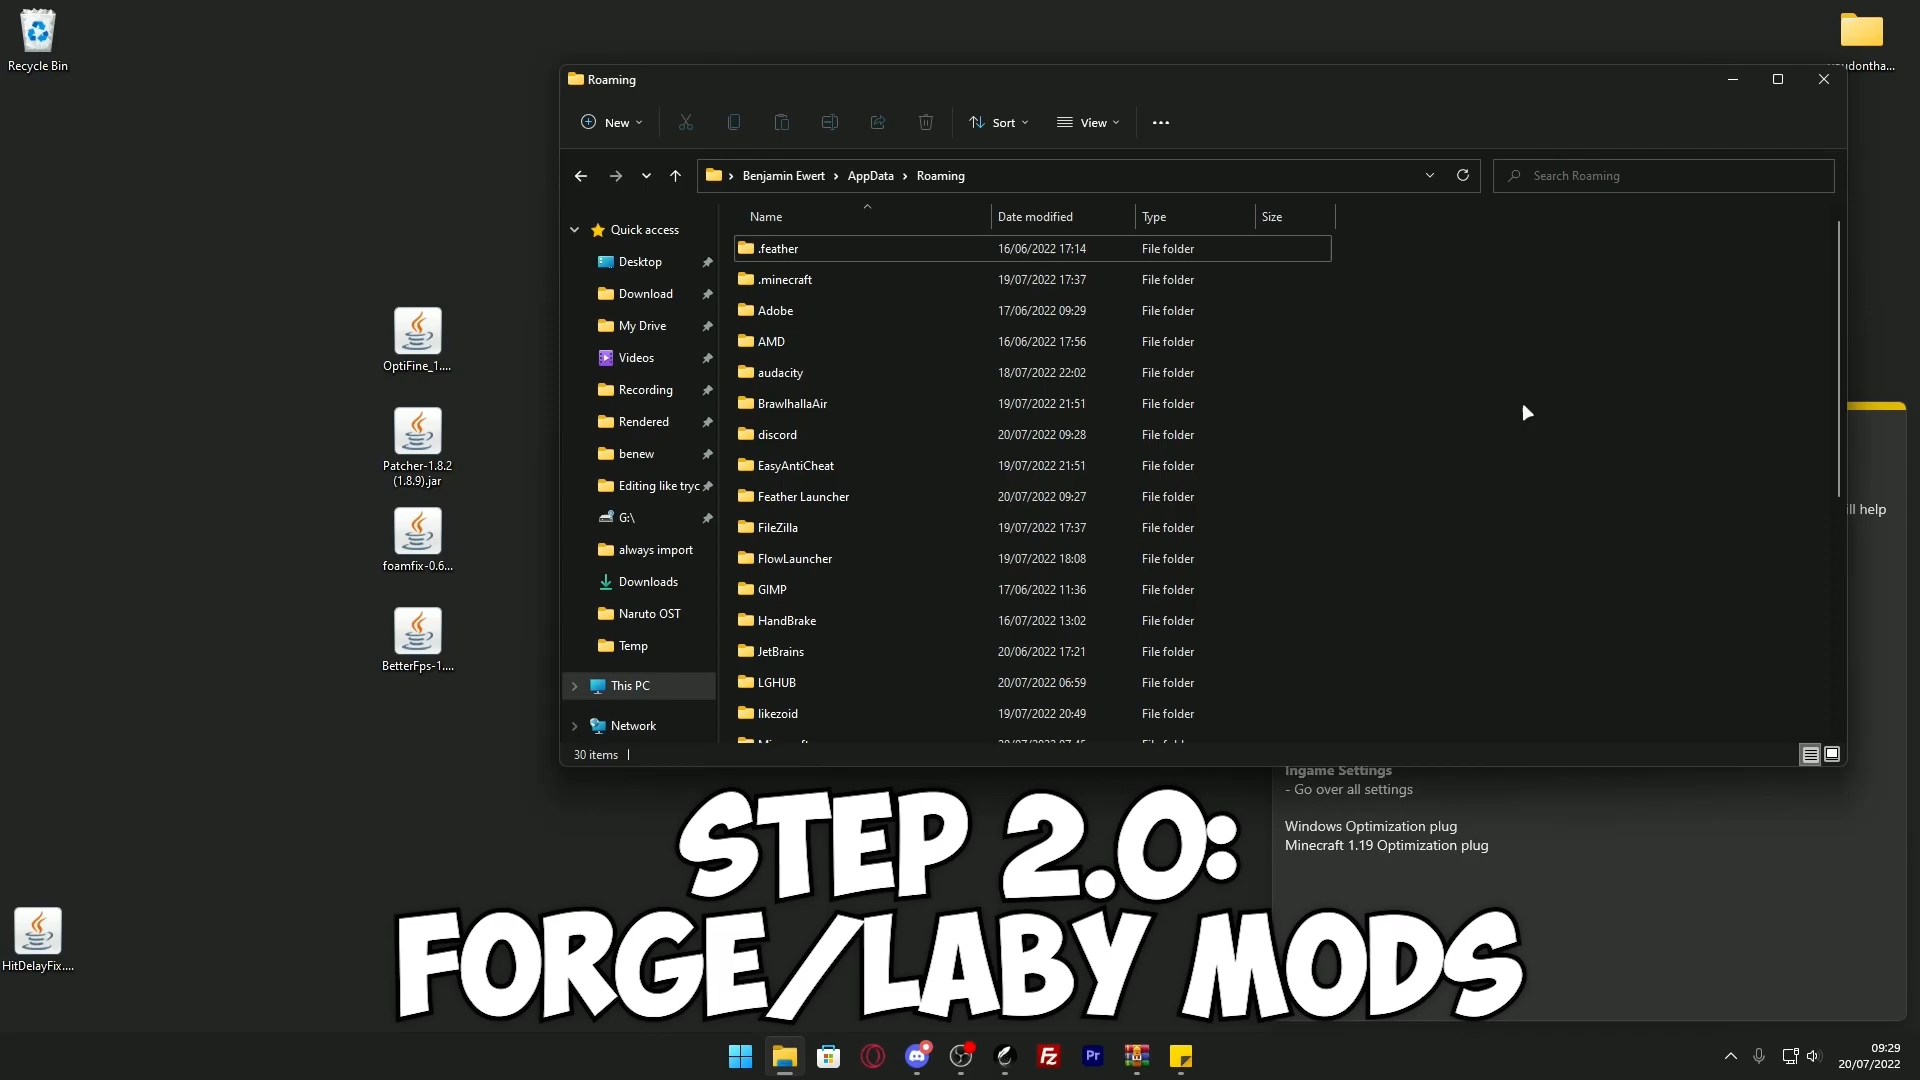 Recycle Bin
OptiFine_1....
Patcher-1.8.2
(1.8.9).jar
foamfix-0.6...
BetterFps-1....
HitDelayFix....
Roaming
New
Sort
View
Benjamin Ewert
AppData
Roaming
Search Roaming
Quick access
Desktop
Download
My Drive
Videos
Recording
Rendered
benew
Editing like tryc
G:\
always import
Downloads
Naruto OST
Temp
This PC
Network
Name Date modified Type Size
.feather 16/06/2022 17:14 File folder
.minecraft 19/07/2022 17:37 File folder
Adobe 17/06/2022 09:29 File folder
AMD 16/06/2022 17:56 File folder
audacity 18/07/2022 22:02 File folder
BrawlhallaAir 19/07/2022 21:51 File folder
discord 20/07/2022 09:28 File folder
EasyAntiCheat 19/07/2022 21:51 File folder
Feather Launcher 20/07/2022 09:27 File folder
FileZilla 19/07/2022 17:37 File folder
FlowLauncher 19/07/2022 18:08 File folder
GIMP 17/06/2022 11:36 File folder
HandBrake 16/07/2022 13:02 File folder
JetBrains 20/06/2022 17:21 File folder
LGHUB 20/07/2022 06:59 File folder
likezoid 19/07/2022 20:49 File folder
30 items
help
Ingame Settings
- Go over all settings
Windows Optimization plug
Minecraft 1.19 Optimization plug
STEP 2.0:
FORGE/LABY MODS
Fz
Pr
09:29
20/07/2022